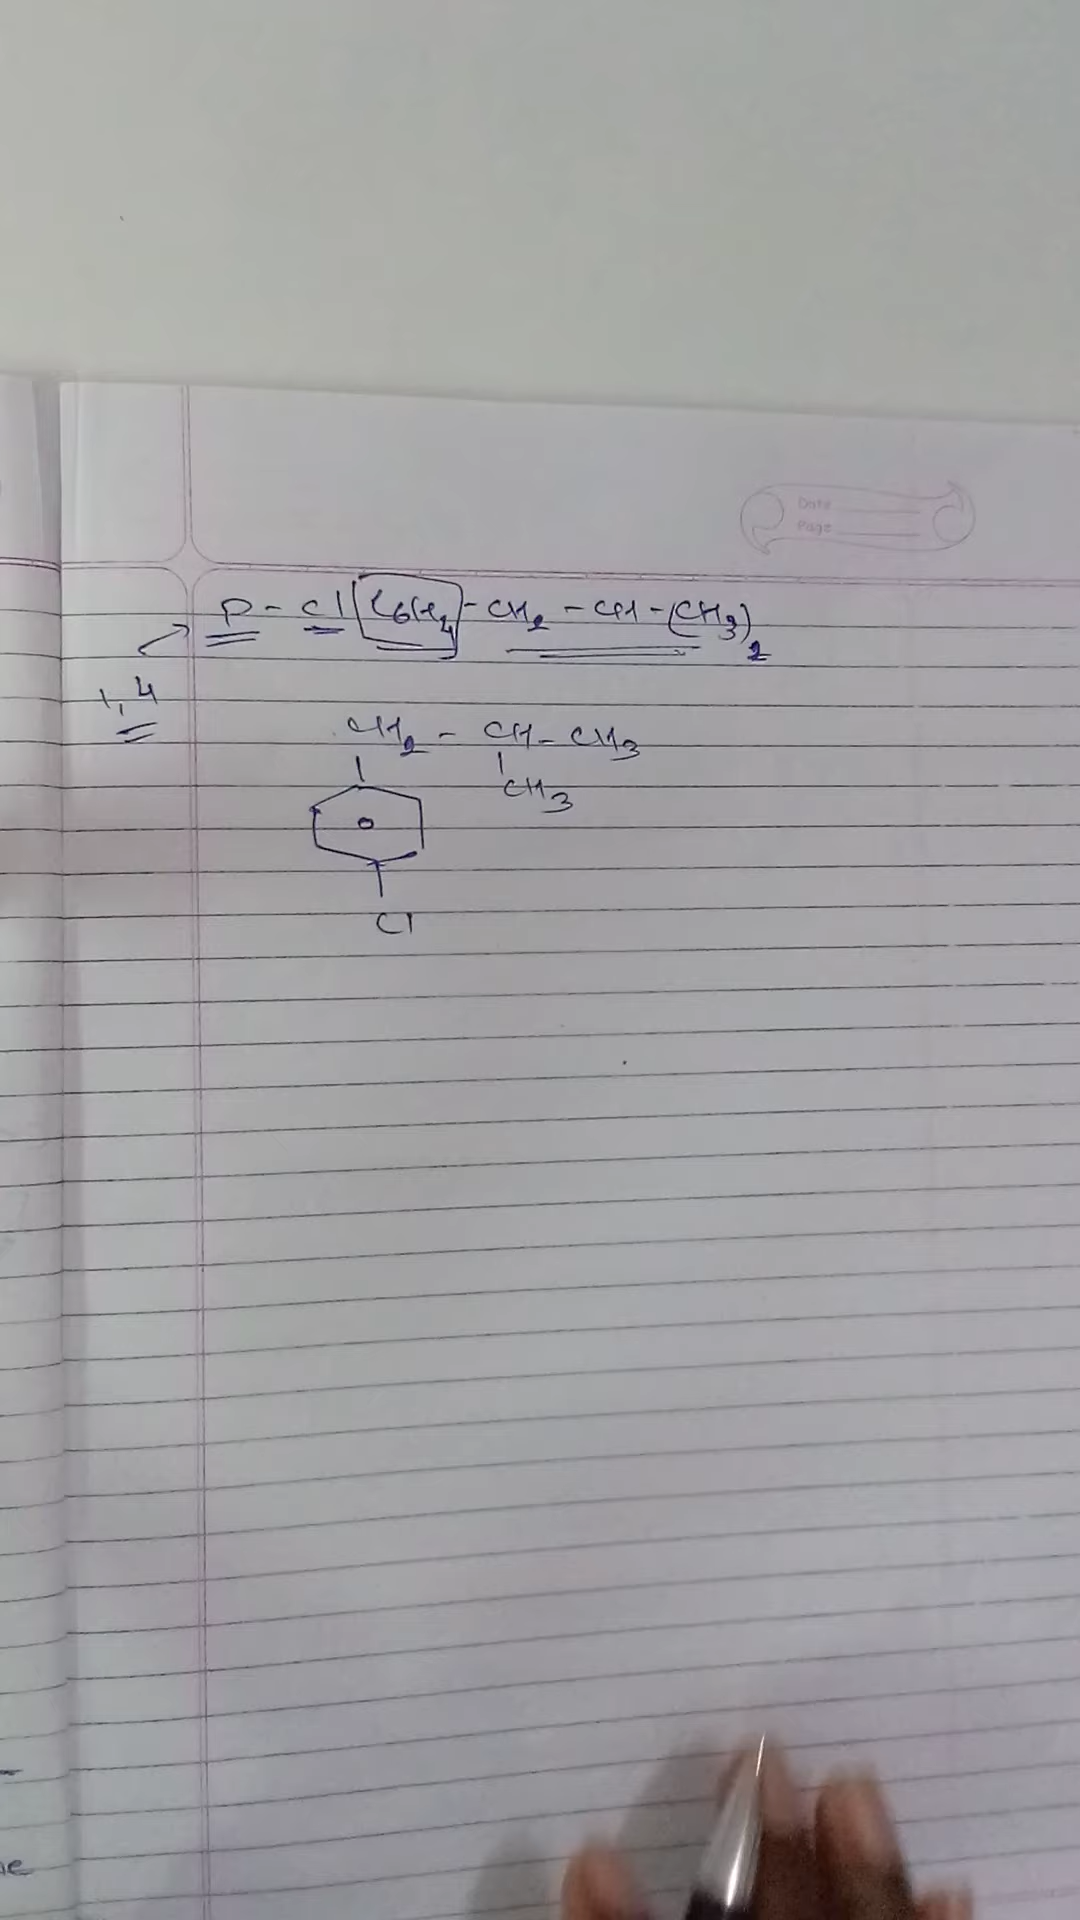 Date
Page
P - Cl C6H4 - CH2 - CH - (CH3)2
1, 4
CH2 - CH - CH3
CH3
Cl